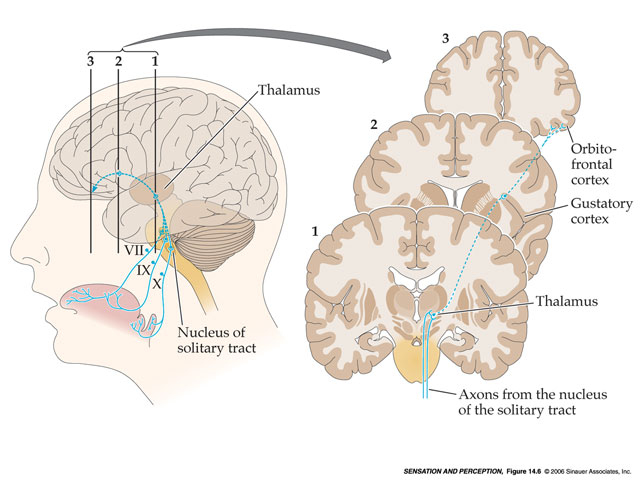 3 2 1
Thalamus
VII
IX
X
Nucleus of
solitary tract
3
Orbito-
frontal
cortex
2
Gustatory
cortex
1
Thalamus
Axons from the nucleus
of the solitary tract
SENSATION AND PERCEPTION, Figure 14.6 © 2006 Sinauer Associates, Inc.